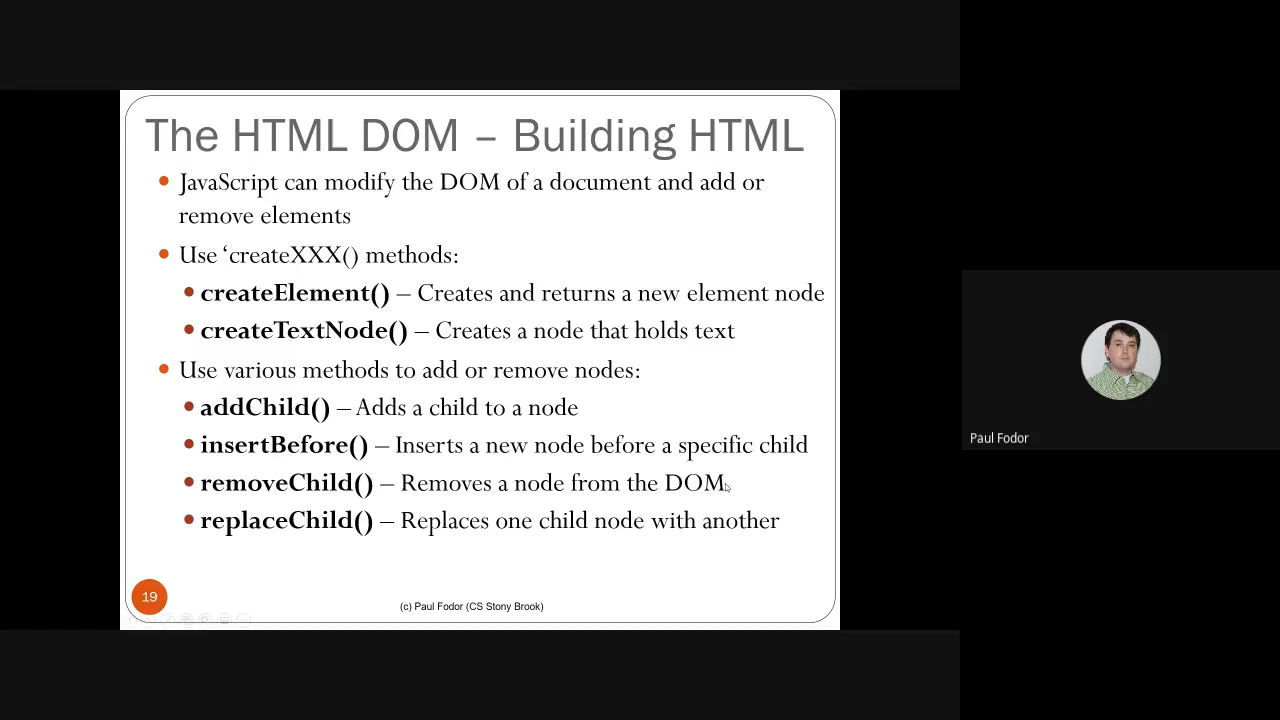 The HTML DOM – Building HTML
• JavaScript can modify the DOM of a document and add or
remove elements
• Use ‘createXXX() methods:
• createElement() – Creates and returns a new element node
• createTextNode() – Creates a node that holds text
• Use various methods to add or remove nodes:
• addChild() – Adds a child to a node
• insertBefore() – Inserts a new node before a specific child
• removeChild() – Removes a node from the DOM
• replaceChild() – Replaces one child node with another
19
(c) Paul Fodor (CS Stony Brook)
Paul Fodor